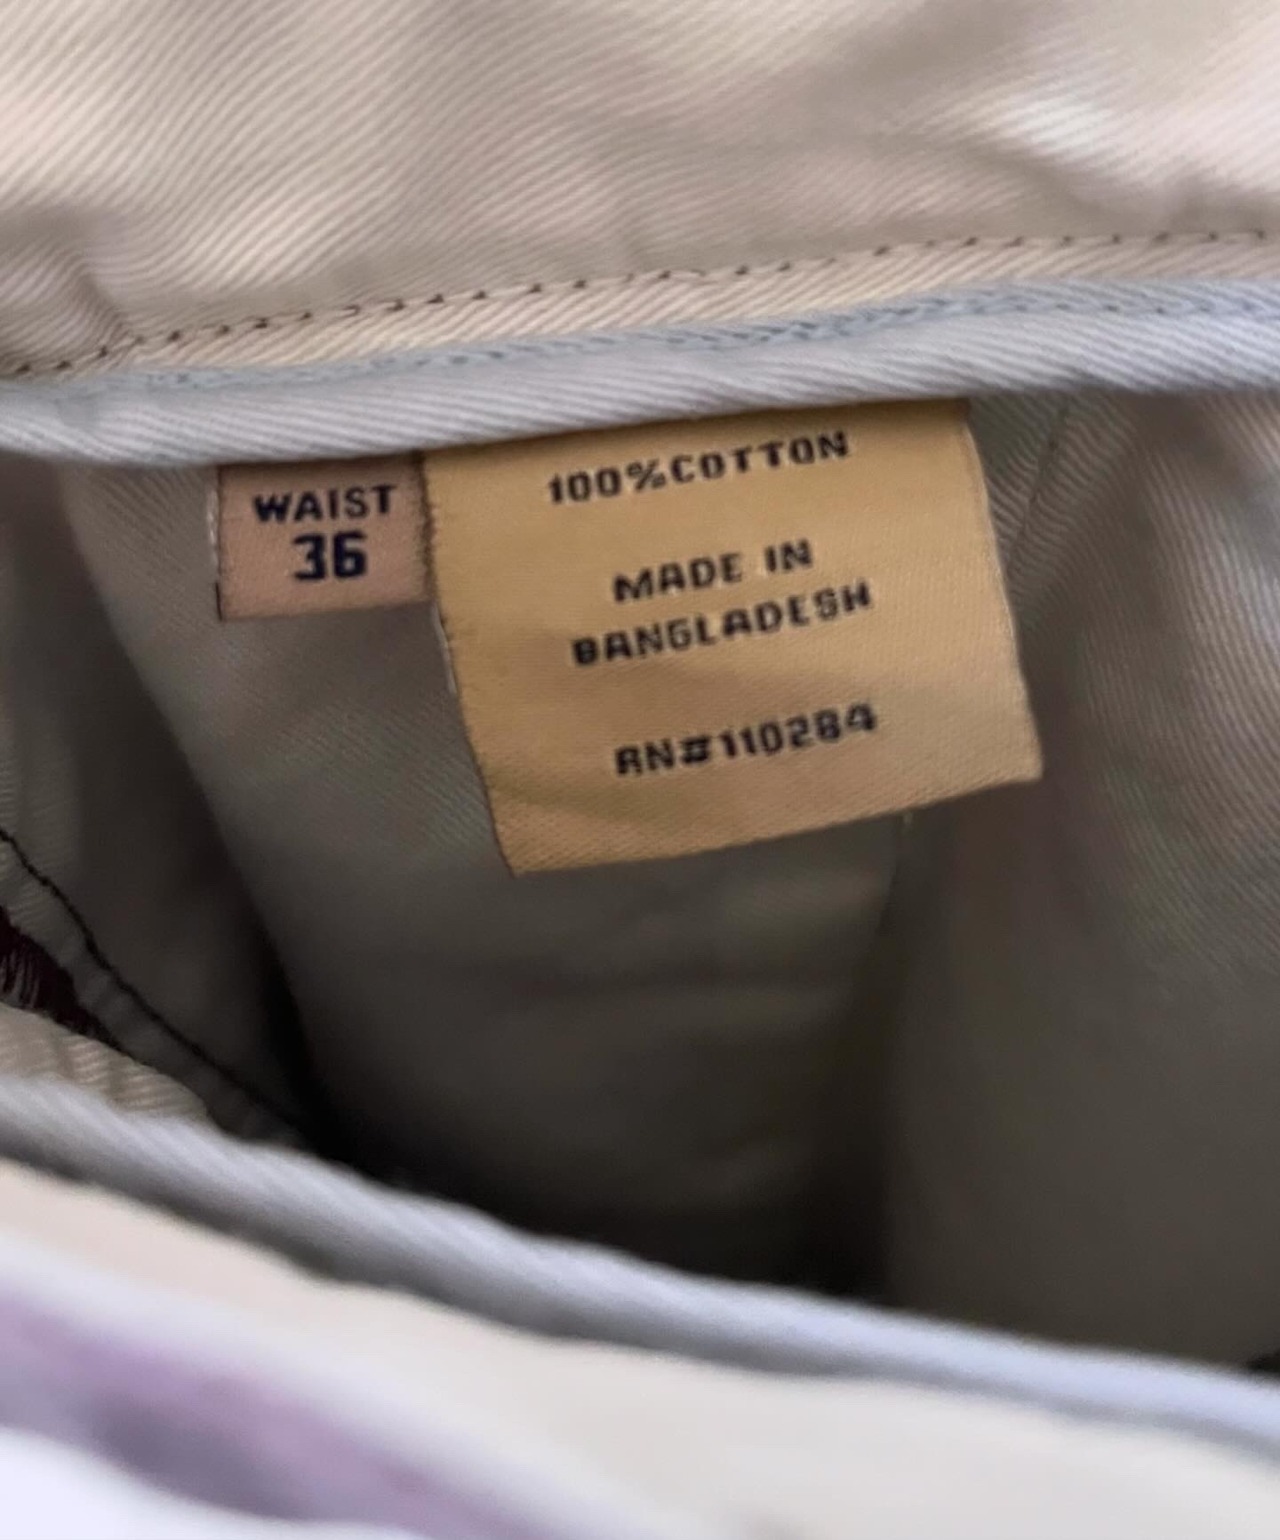 WAIST
36
100%COTTON
MADE IN
BANGLADESH
RN#110284